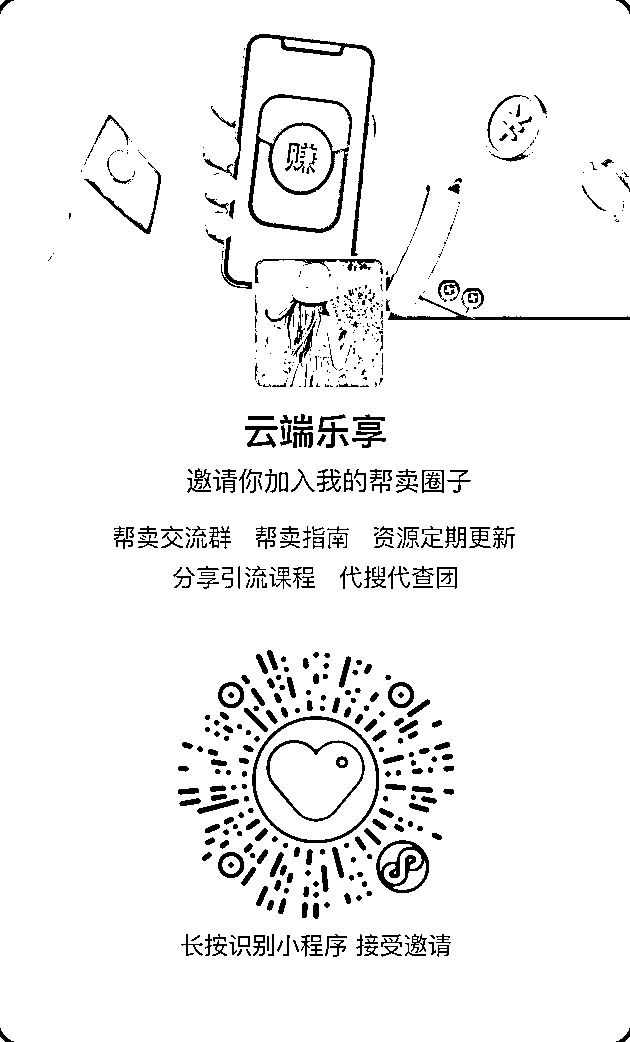 赚
云端乐享
邀请你加入我的帮卖圈子
帮卖交流群 帮卖指南 资源定期更新
分享引流课程 代搜代查团
长按识别小程序 接受邀请